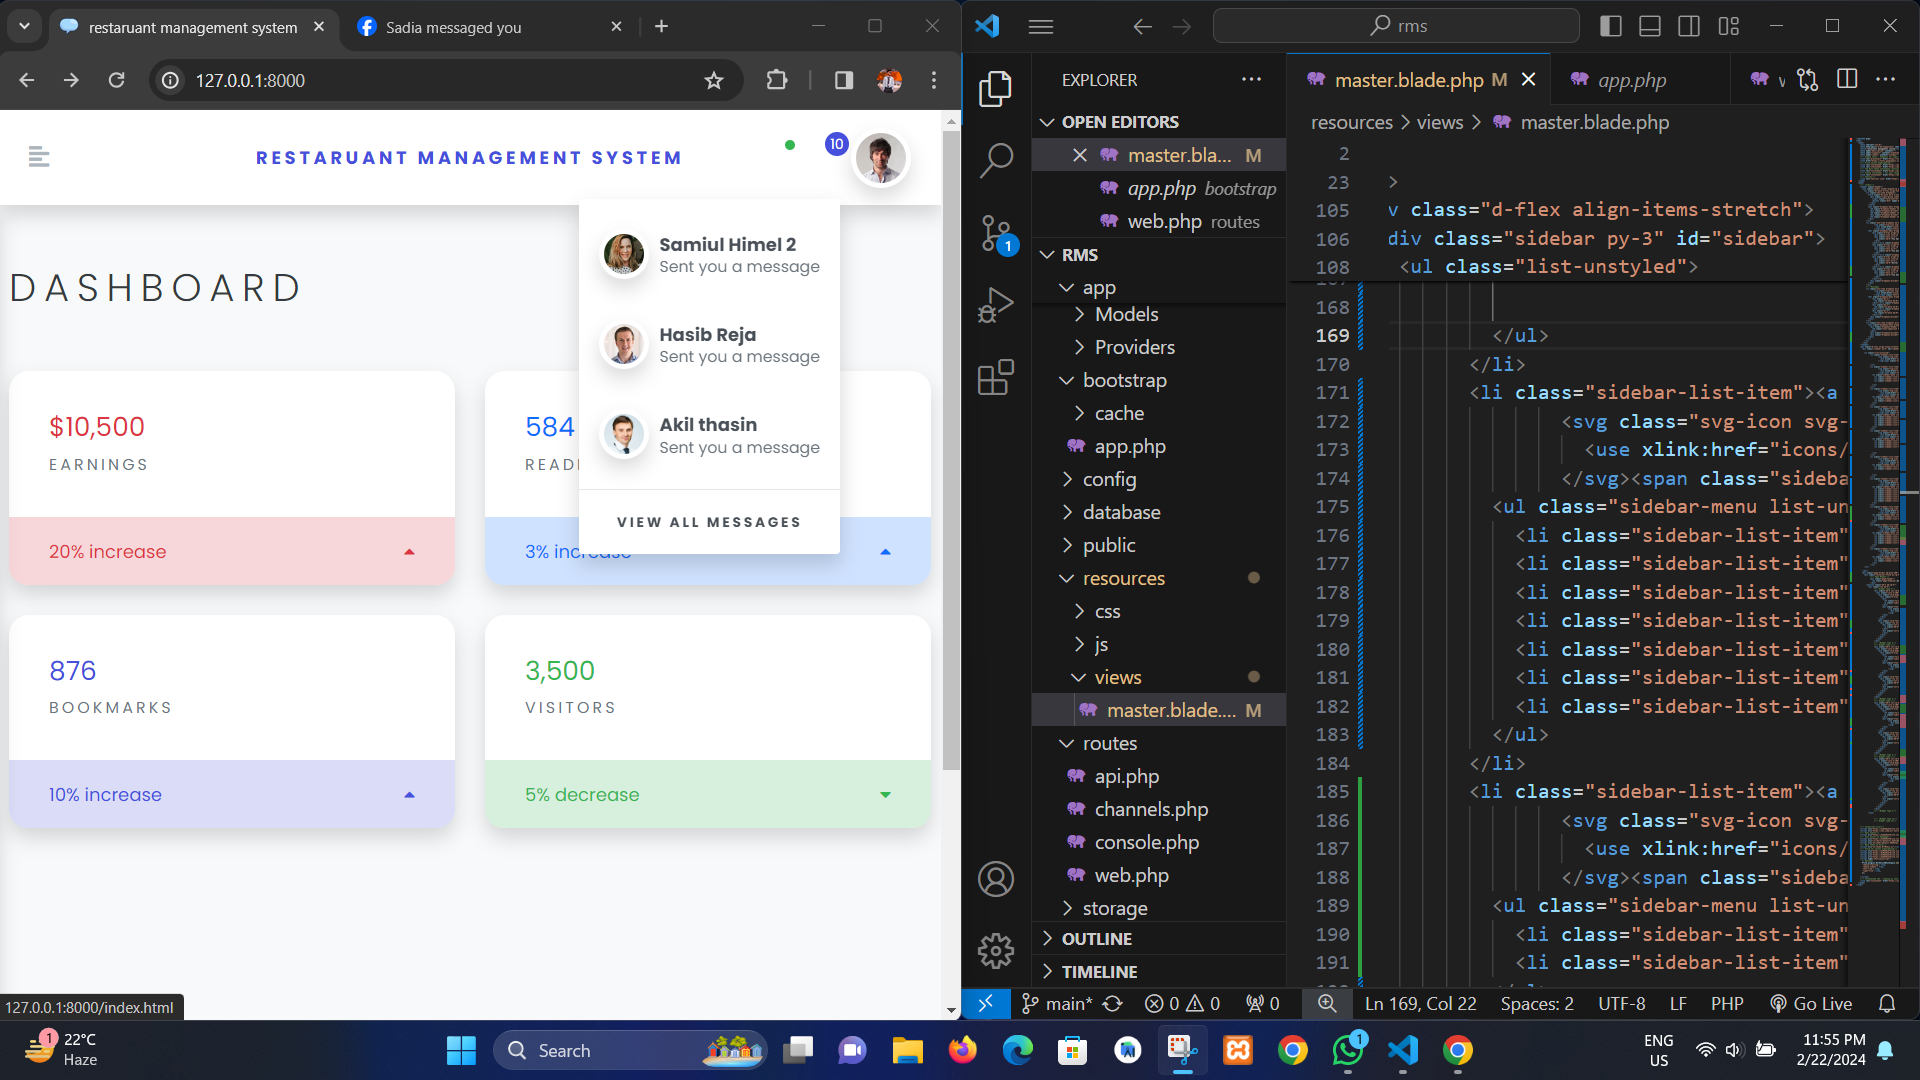 restaruant management system
Sadia messaged you
127.0.0.1:8000
RESTARUANT MANAGEMENT SYSTEM
10
Samiul Himel 2
Sent you a message
Hasib Reja
Sent you a message
Akil thasin
Sent you a message
VIEW ALL MESSAGES
DASHBOARD
$10,500
EARNINGS
20% increase
584
3% increase
876
BOOKMARKS
10% increase
3,500
VISITORS
5% decrease
127.0.0.1:8000/index.html
rms
EXPLORER
OPEN EDITORS
master.bla... M
app.php bootstrap
web.php routes
1
RMS
app
Models
Providers
bootstrap
cache
app.php
config
database
public
resources
css
js
views
master.blade.... M
routes
api.php
channels.php
console.php
web.php
storage
OUTLINE
TIMELINE
master.blade.php M
app.php
resources > views > master.blade.php
2
23 >
105 v class="d-flex align-items-stretch">
106 div class="sidebar py-3" id="sidebar">
108 <ul class="list-unstyled">
168
169 </ul>
170 </li>
171 <li class="sidebar-list-item"><a
172 <svg class="svg-icon svg-
173 <use xlink:href="icons/
174 </svg><span class="sideba
175 <ul class="sidebar-menu list-un
176 <li class="sidebar-list-item"
177 <li class="sidebar-list-item"
178 <li class="sidebar-list-item"
179 <li class="sidebar-list-item"
180 <li class="sidebar-list-item"
181 <li class="sidebar-list-item"
182 <li class="sidebar-list-item"
183 </ul>
184 </li>
185 <li class="sidebar-list-item"><a
186 <svg class="svg-icon svg-
187 <use xlink:href="icons/
188 </svg><span class="sideba
189 <ul class="sidebar-menu list-un
190 <li class="sidebar-list-item"
191 <li class="sidebar-list-item"
main* 0 0 0 Ln 169, Col 22 Spaces: 2 UTF-8 LF PHP Go Live
1
22°C
Haze
Search
1
ENG
US
11:55 PM
2/22/2024